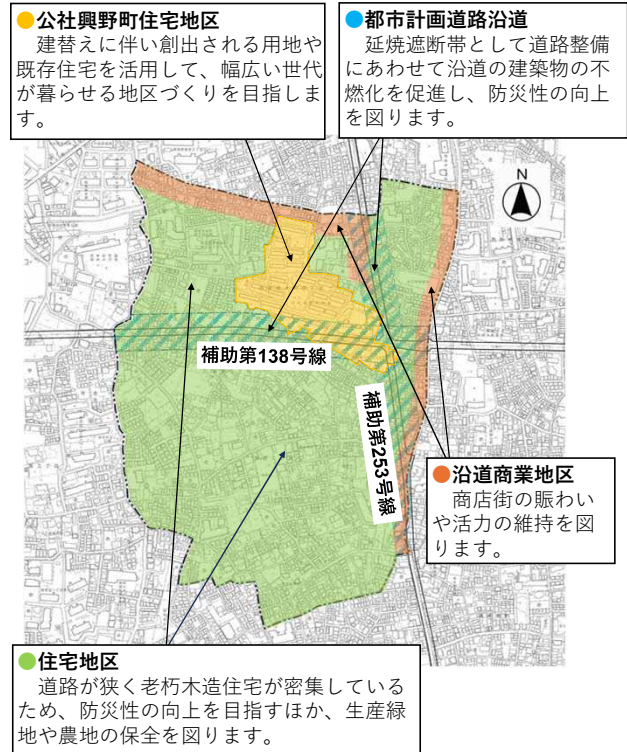 ●公社興野町住宅地区
建替えに伴い創出される用地や
既存住宅を活用して、幅広い世代
が暮らせる地区づくりを目指しま
す。
●都市計画道路沿道
延焼遮断帯として道路整備
にあわせて沿道の建築物の不
燃化を促進し、防災性の向上
を図ります。
N
補助第138号線
補助第253号線
●沿道商業地区
商店街の賑わい
や活力の維持を図
ります。
●住宅地区
道路が狭く老朽木造住宅が密集している
ため、防災性の向上を目指すほか、生産緑
地や農地の保全を図ります。